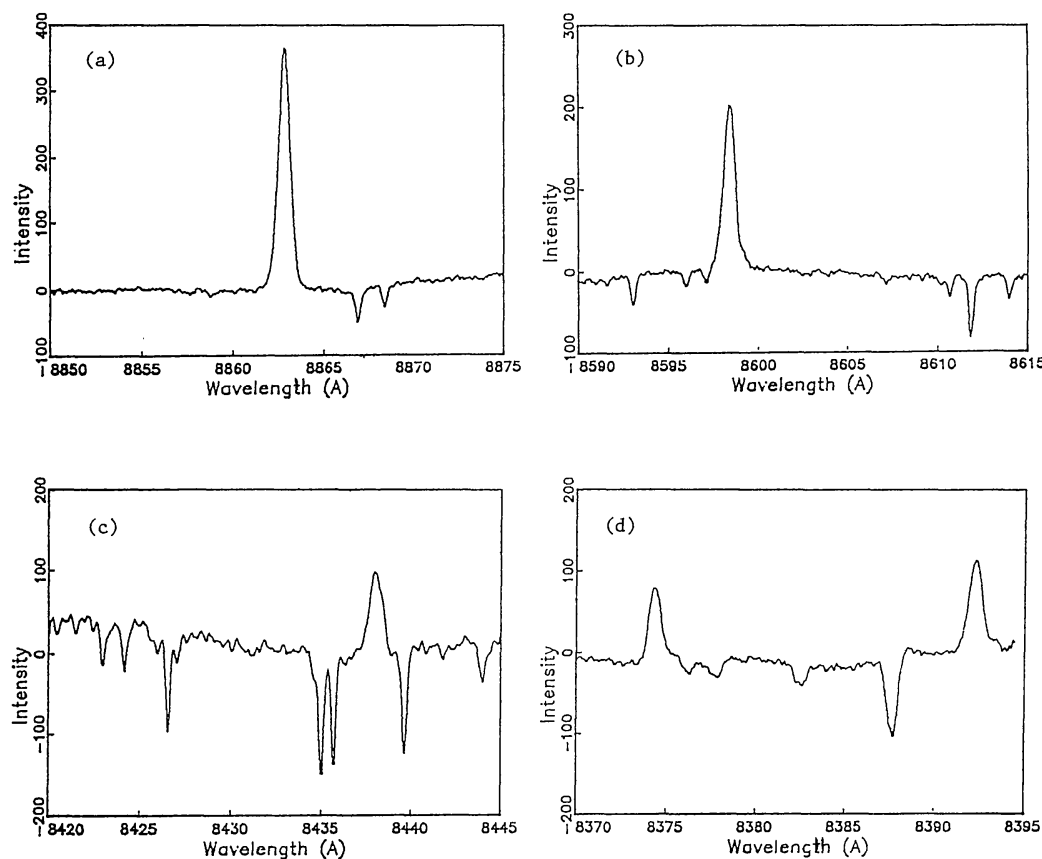 (a)
400
300
200
100
0
-100
Intensity
8850 8855 8860 8865 8870 8875
Wavelength (A)
(b)
300
200
100
0
-100
Intensity
8590 8595 8600 8605 8610 8615
Wavelength (A)
(c)
200
100
0
-100
-200
Intensity
8420 8425 8430 8435 8440 8445
Wavelength (A)
(d)
200
100
0
-100
-200
Intensity
8370 8375 8380 8385 8390 8395
Wavelength (A)